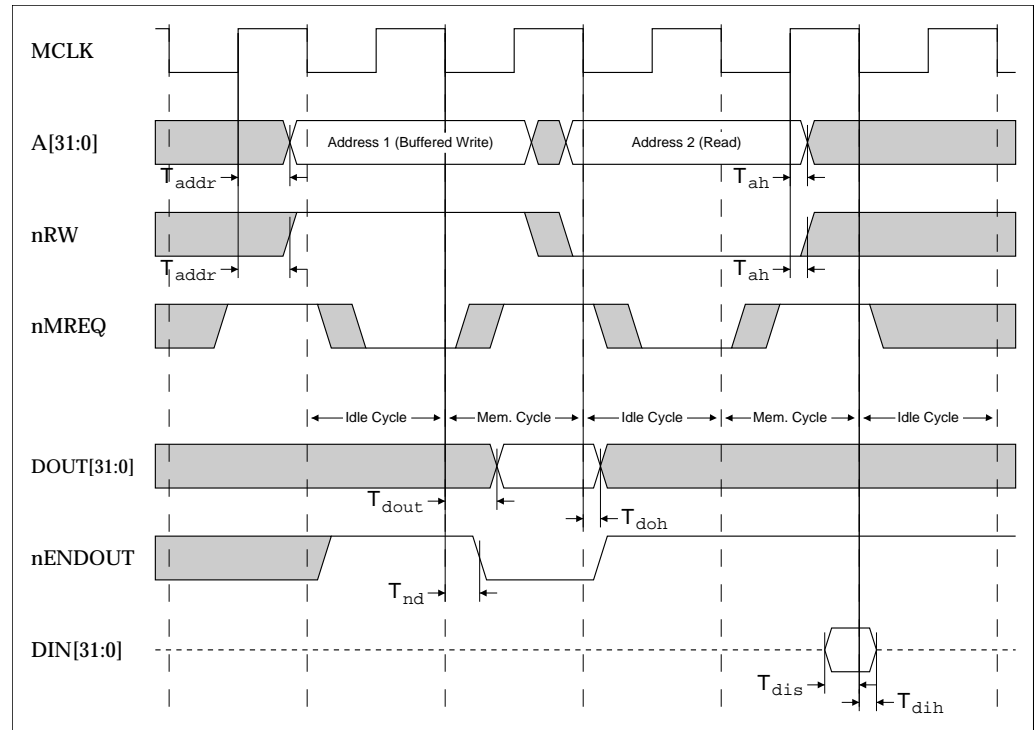 MCLK
A[31:0]
Address 1 (Buffered Write)
Address 2 (Read)
Taddr
Tah
nRW
Taddr
Tah
nMREQ
Idle Cycle
Mem. Cycle
Idle Cycle
Mem. Cycle
Idle Cycle
DOUT[31:0]
Tdout
Tdoh
nENDOUT
Tnd
DIN[31:0]
Tdis
Tdih